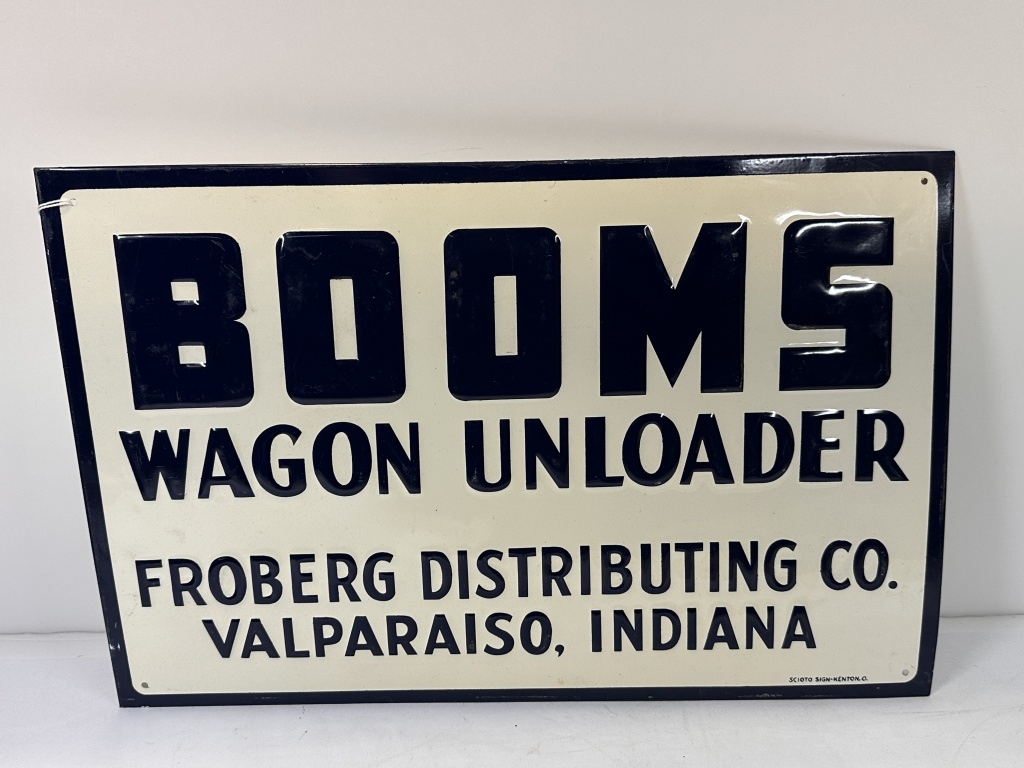 BOOMS
WAGON UNLOADER
FROBERG DISTRIBUTING CO.
VALPARAISO, INDIANA
SCIOTO SIGN-KENTON, O.